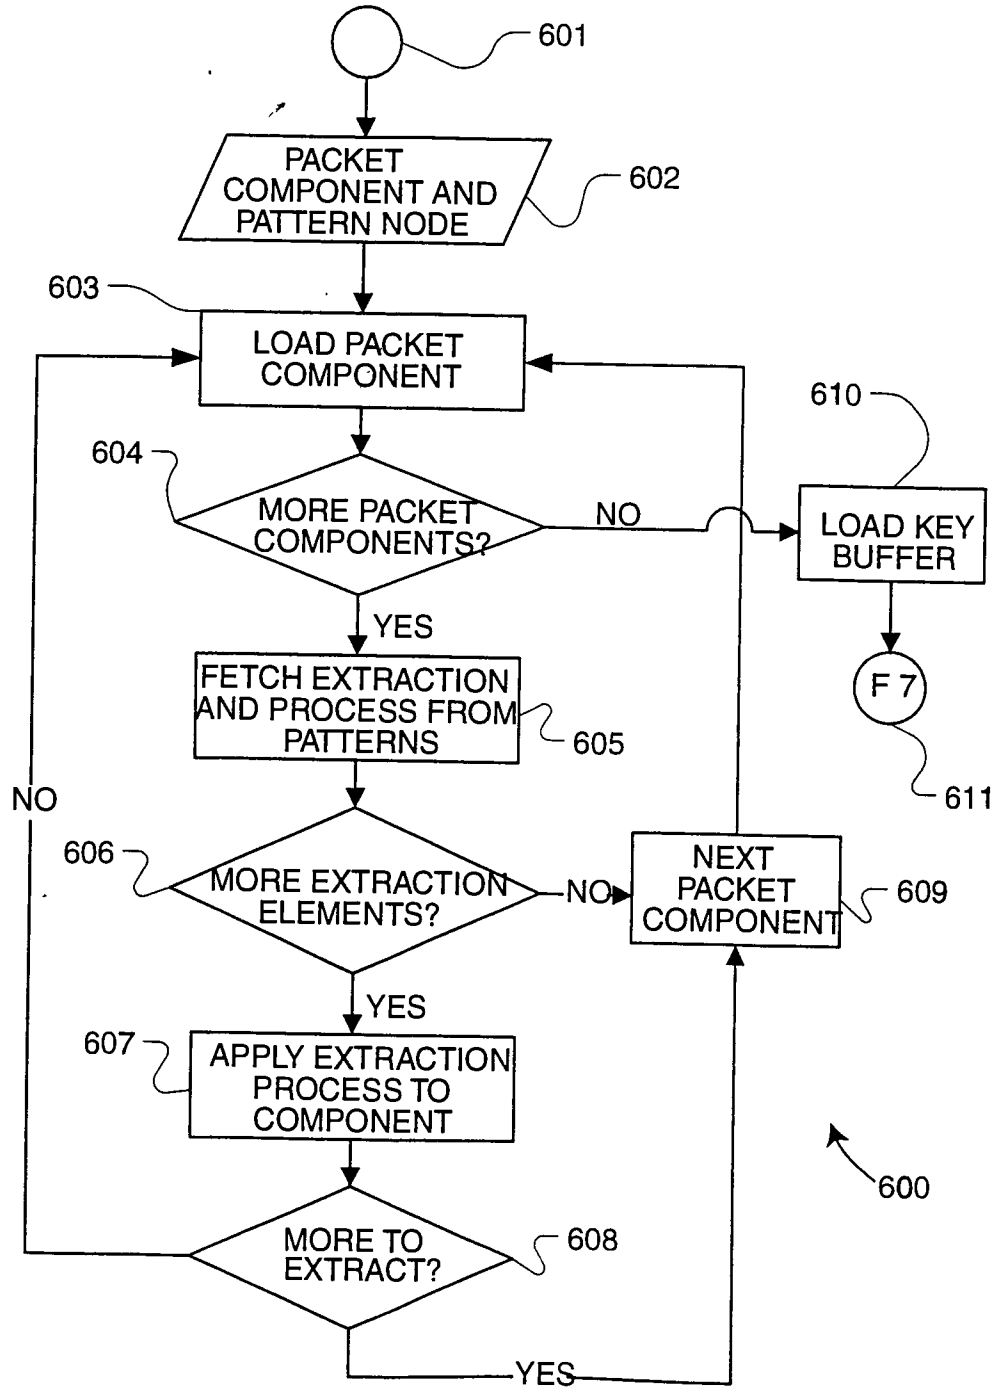 601
PACKET
COMPONENT AND
PATTERN NODE
602
603
LOAD PACKET
COMPONENT
610
604
MORE PACKET
COMPONENTS?
NO
LOAD KEY
BUFFER
YES
FETCH EXTRACTION
AND PROCESS FROM
PATTERNS
605
F 7
611
NO
606
MORE EXTRACTION
ELEMENTS?
NO
NEXT
PACKET
COMPONENT
609
YES
607
APPLY EXTRACTION
PROCESS TO
COMPONENT
600
MORE TO
EXTRACT?
608
YES